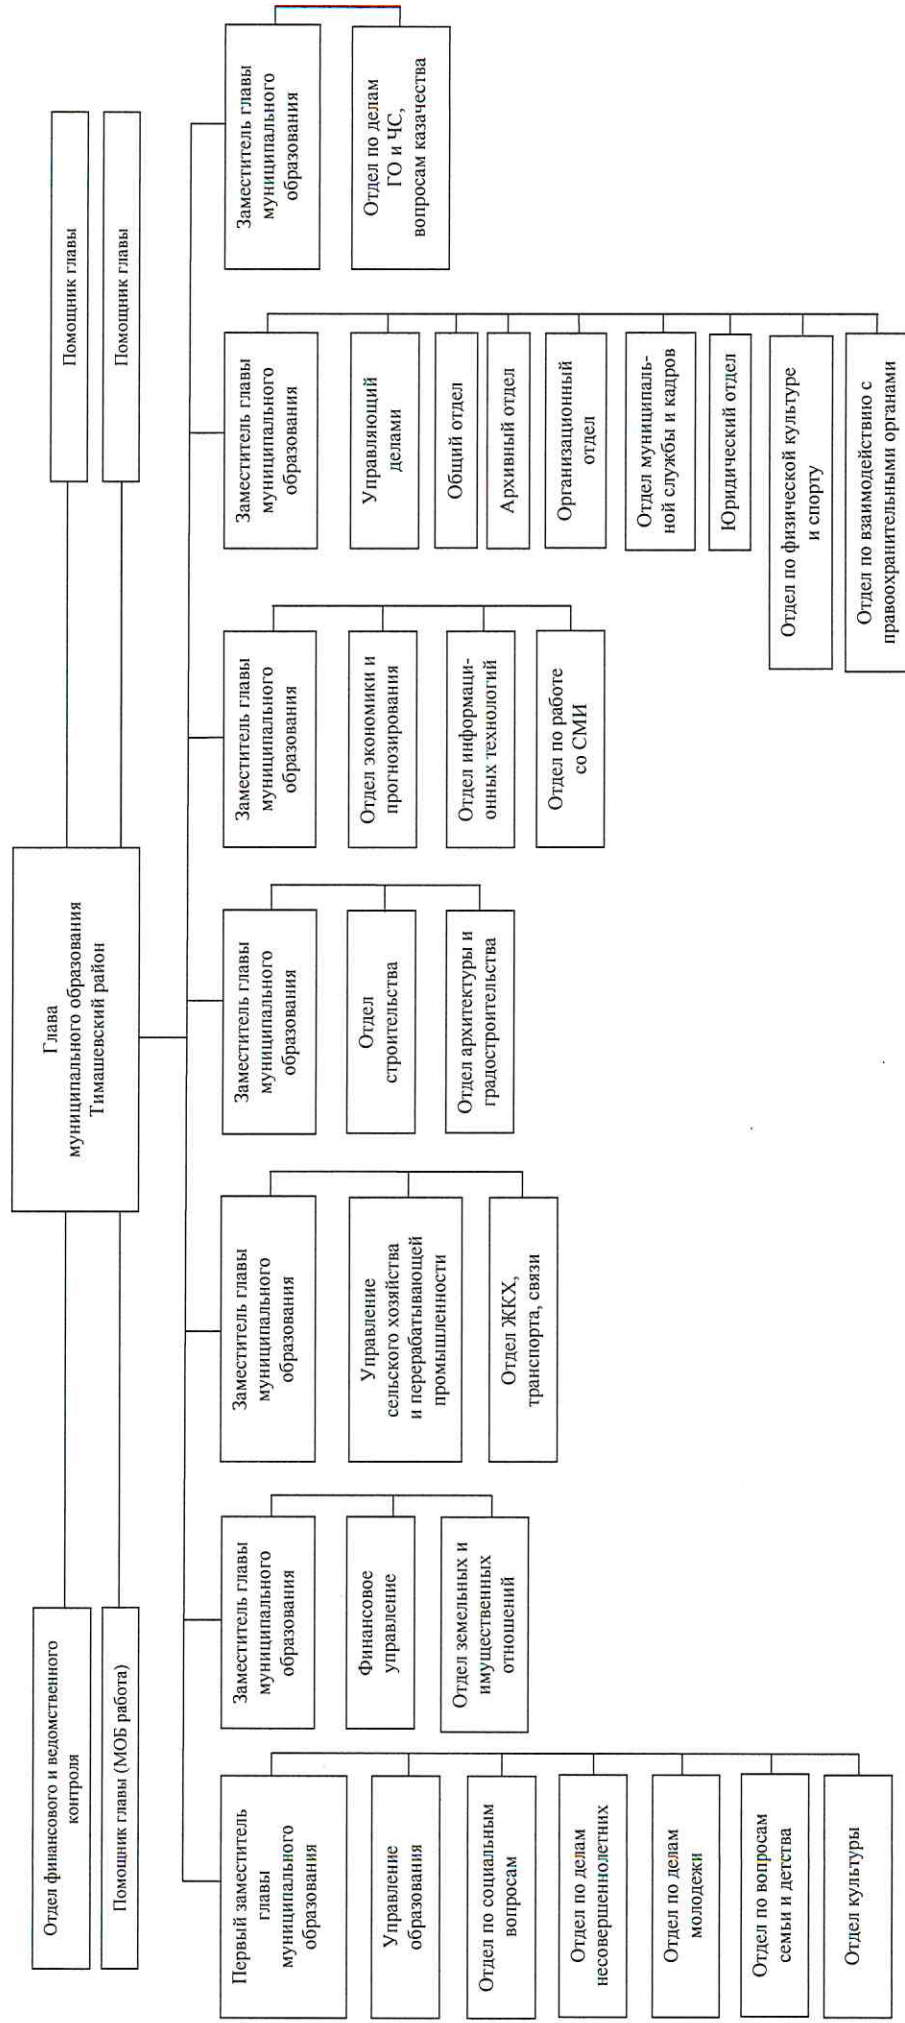 Глава
муниципального образования
Тимашевский район
Отдел финансового и ведомственного
контроля
Помощник главы (МОБ работа)
Помощник главы
Помощник главы
Первый заместитель
главы
муниципального
образования
Управление
образования
Отдел по социальным
вопросам
Отдел по делам
несовершеннолетних
Отдел по делам
молодежи
Отдел по вопросам
семьи и детства
Отдел культуры
Заместитель главы
муниципального
образования
Финансовое
управление
Отдел земельных и
имущественных
отношений
Заместитель главы
муниципального
образования
Управление
сельского хозяйства
и перерабатывающей
промышленности
Отдел ЖКХ,
транспорта, связи
Заместитель главы
муниципального
образования
Отдел
строительства
Отдел архитектуры и
градостроительства
Заместитель главы
муниципального
образования
Отдел экономики и
прогнозирования
Отдел информаци-
онных технологий
Отдел по работе
со СМИ
Заместитель главы
муниципального
образования
Управляющий
делами
Общий отдел
Архивный отдел
Организационный
отдел
Отдел муниципаль-
ной службы и кадров
Юридический отдел
Отдел по физической культуре
и спорту
Отдел по взаимодействию с
правоохранительными органами
Заместитель главы
муниципального
образования
Отдел по делам
ГО и ЧС,
вопросам казачества